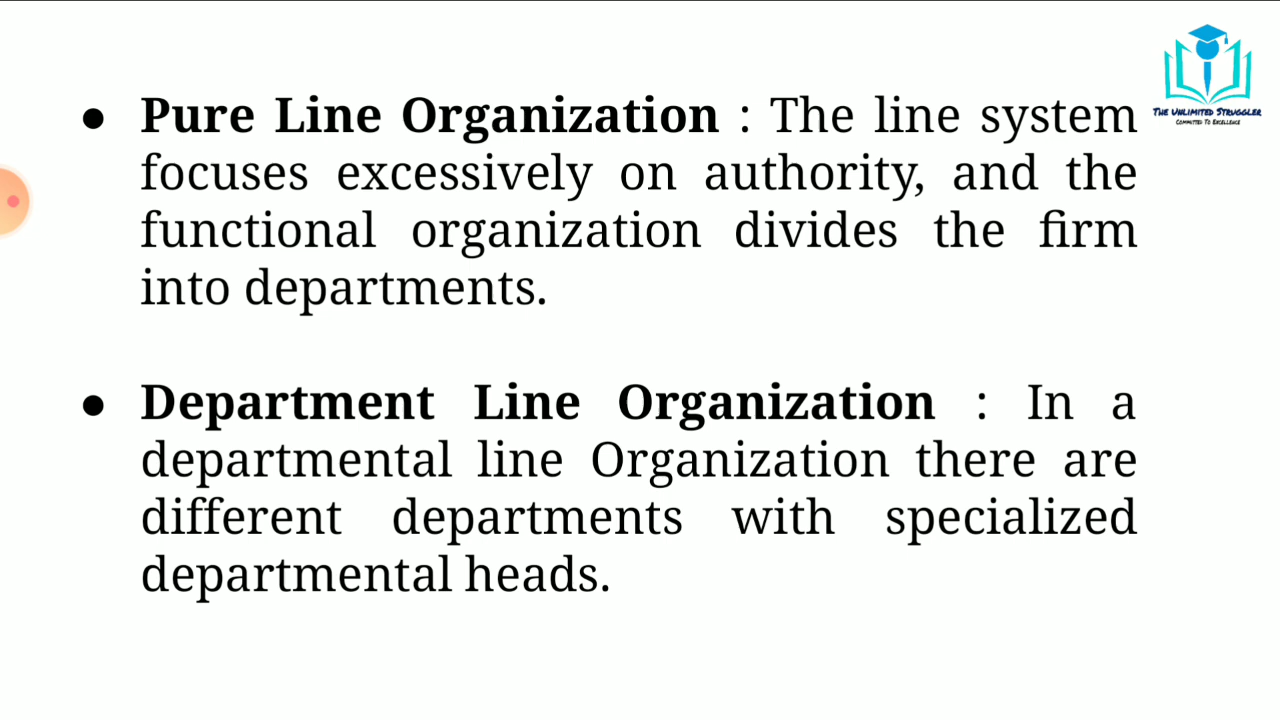 ● Pure Line Organization : The line system
focuses excessively on authority, and the
functional organization divides the firm
into departments.
● Department Line Organization : In a
departmental line Organization there are
different departments with specialized
departmental heads.
The Unlimited Struggler
Committed To Excellence